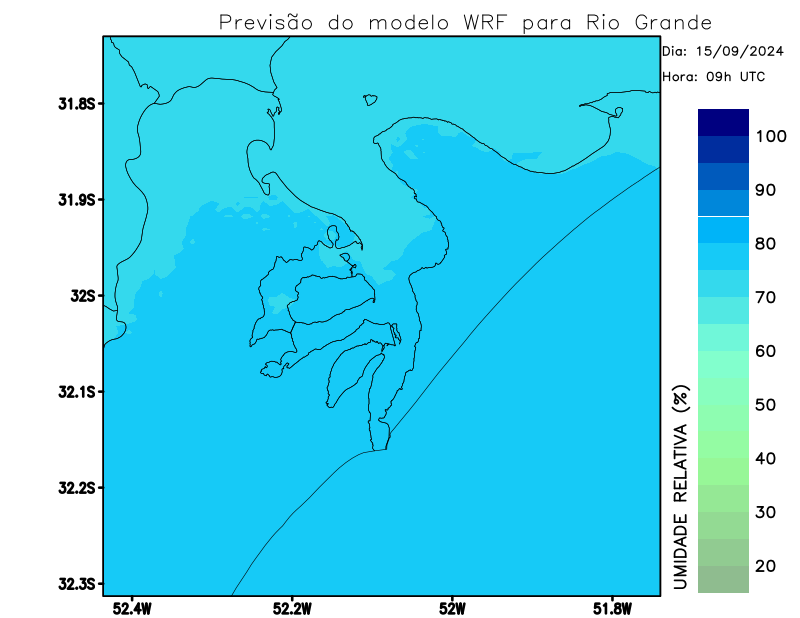 Previsão do modelo WRF para Rio Grande
Dia: 15/09/2024
Hora: 09h UTC
31.8S
31.9S
32S
32.1S
32.2S
32.3S
52.4W
52.2W
52W
51.8W
100
90
80
70
60
50
40
30
20
UMIDADE RELATIVA (%)